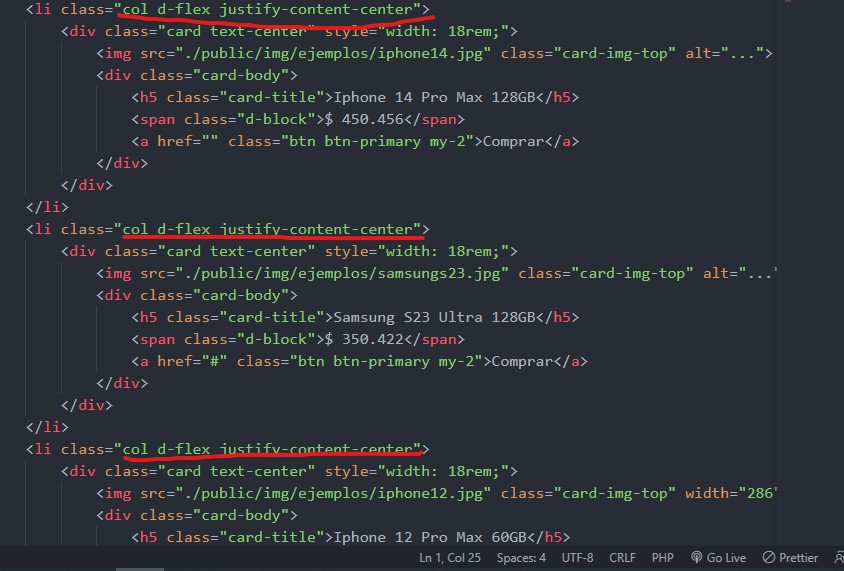 <li class="col d-flex justify-content-center">
<div class="card text-center" style="width: 18rem;">
<img src="./public/img/ejemplos/iphone14.jpg" class="card-img-top" alt="...">
<div class="card-body">
<h5 class="card-title">Iphone 14 Pro Max 128GB</h5>
<span class="d-block">$ 450.456</span>
<a href="" class="btn btn-primary my-2">Comprar</a>
</div>
</div>
</li>
<li class="col d-flex justify-content-center">
<div class="card text-center" style="width: 18rem;">
<img src="./public/img/ejemplos/samsungs23.jpg" class="card-img-top" alt="..."
<div class="card-body">
<h5 class="card-title">Samsung S23 Ultra 128GB</h5>
<span class="d-block">$ 350.422</span>
<a href="#" class="btn btn-primary my-2">Comprar</a>
</div>
</div>
</li>
<li class="col d-flex justify-content-center">
<div class="card text-center" style="width: 18rem;">
<img src="./public/img/ejemplos/iphone12.jpg" class="card-img-top" width="286"
<div class="card-body">
<h5 class="card-title">Iphone 12 Pro Max 60GB</h5>
Ln 1, Col 25 Spaces: 4 UTF-8 CRLF PHP Go Live Prettier